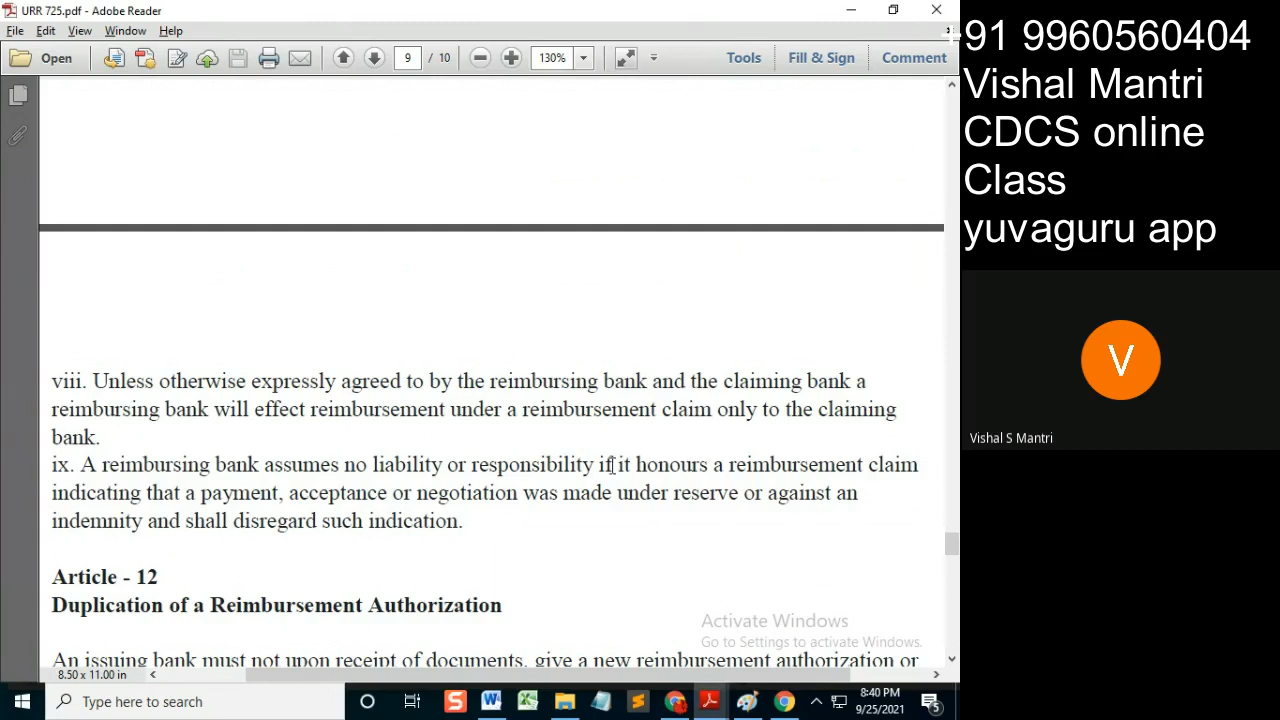 URR 725.pdf - Adobe Reader
File Edit View Window Help
Open 9 / 10 130% Tools Fill & Sign Comment
viii. Unless otherwise expressly agreed to by the reimbursing bank and the claiming bank a
reimbursing bank will effect reimbursement under a reimbursement claim only to the claiming
bank.
ix. A reimbursing bank assumes no liability or responsibility if it honours a reimbursement claim
indicating that a payment, acceptance or negotiation was made under reserve or against an
indemnity and shall disregard such indication.
Article - 12
Duplication of a Reimbursement Authorization
An issuing bank must not upon receipt of documents, give a new reimbursement authorization or
Activate Windows
Go to Settings to activate Windows.
8.50 x 11.00 in
Type here to search
8:40 PM
9/25/2021
5
+91 9960560404
Vishal Mantri
CDCS online
Class
yuvaguru app
V
Vishal S Mantri